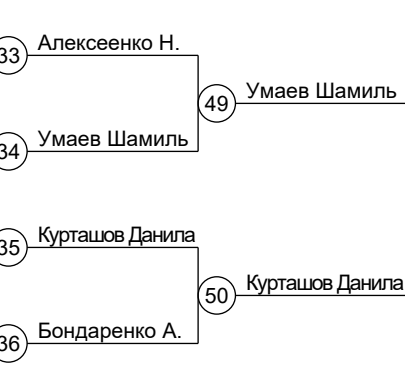 33 Алексеенко Н.
49 Умаев Шамиль
34 Умаев Шамиль
35 Курташов Данила
50 Курташов Данила
36 Бондаренко А.